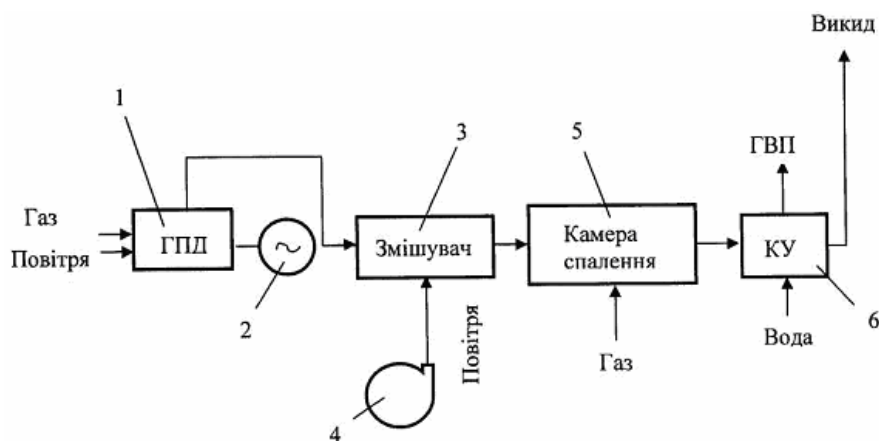 Викид
1
3
5
ГВП
Газ
Повітря
ГПД
~
Змішувач
Камера
спалення
КУ
2
Повітря
Газ
Вода
6
4